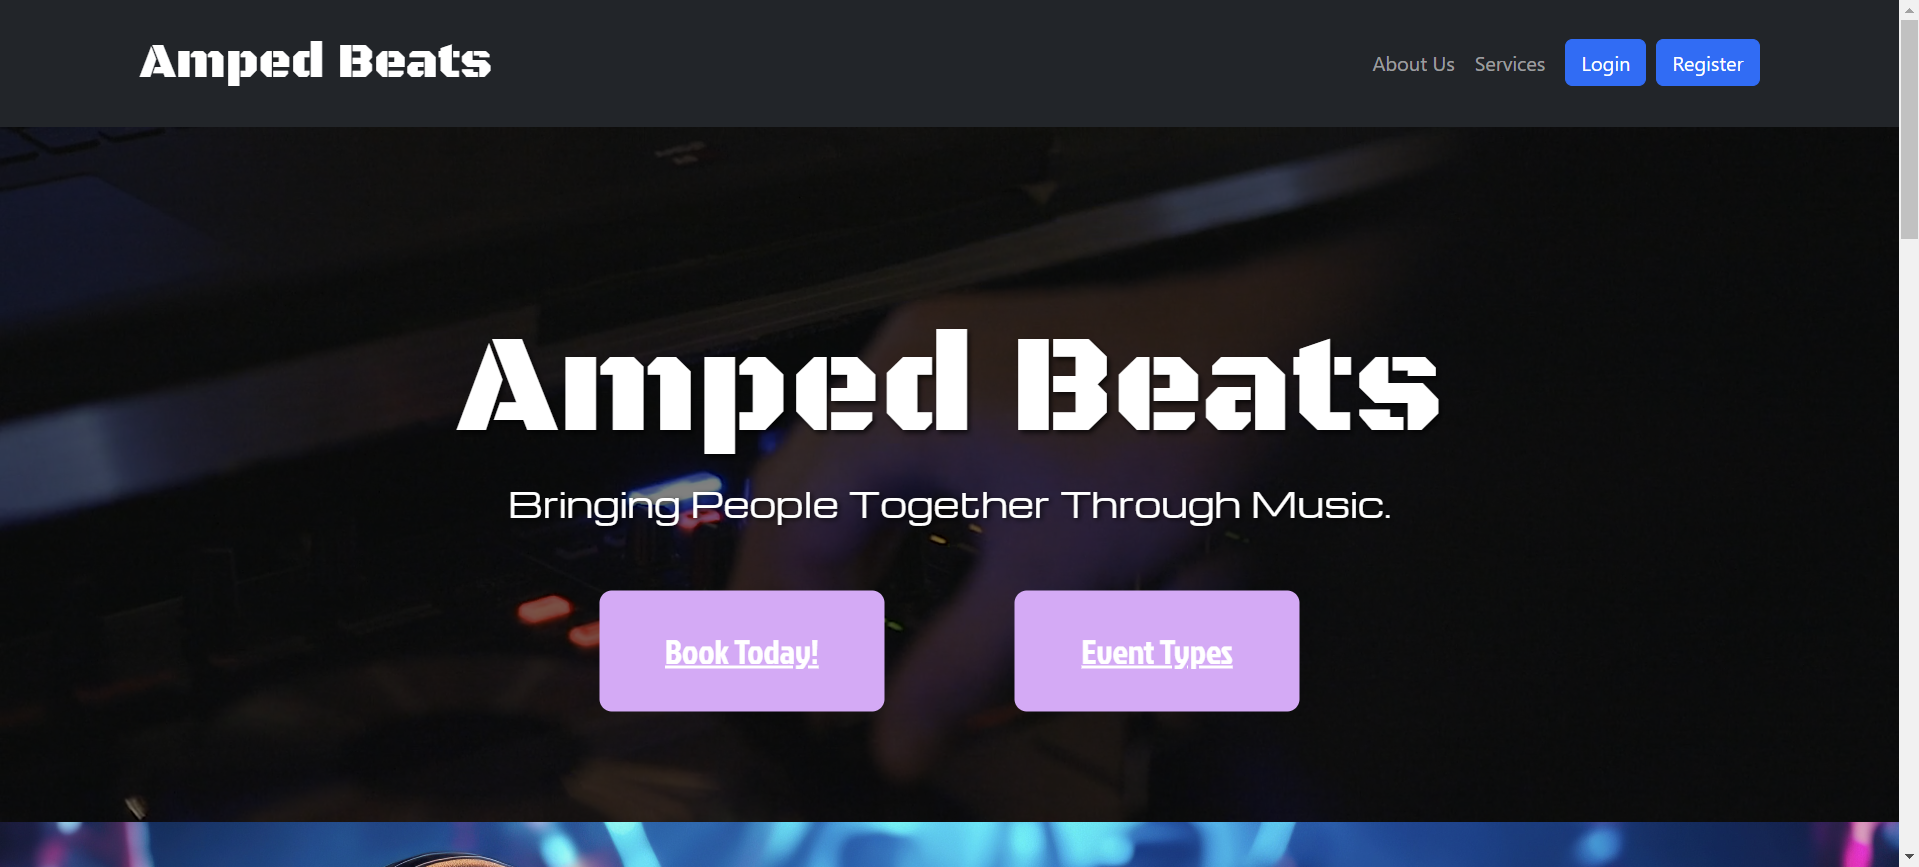 Amped Beats
About Us Services Login Register
Amped Beats
Bringing People Together Through Music.
Book Today! Event Types